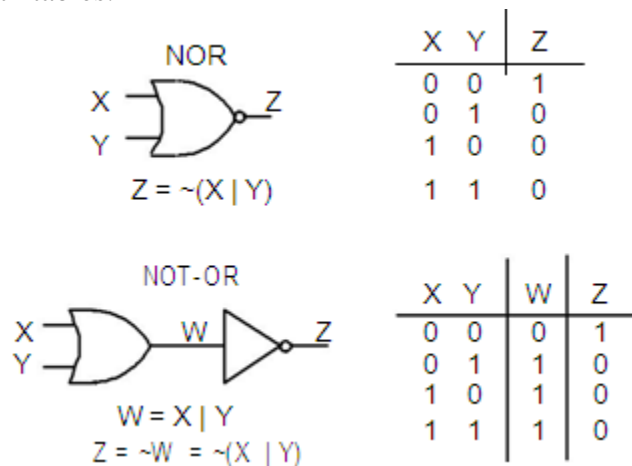 NOR
X
Y
Z
Z = ~(X | Y)
X Y Z
0 0 1
0 1 0
1 0 0
1 1 0
NOT-OR
X
Y
W
Z
W = X | Y
Z = ~W = ~(X | Y)
X Y W Z
0 0 0 1
0 1 1 0
1 0 1 0
1 1 1 0